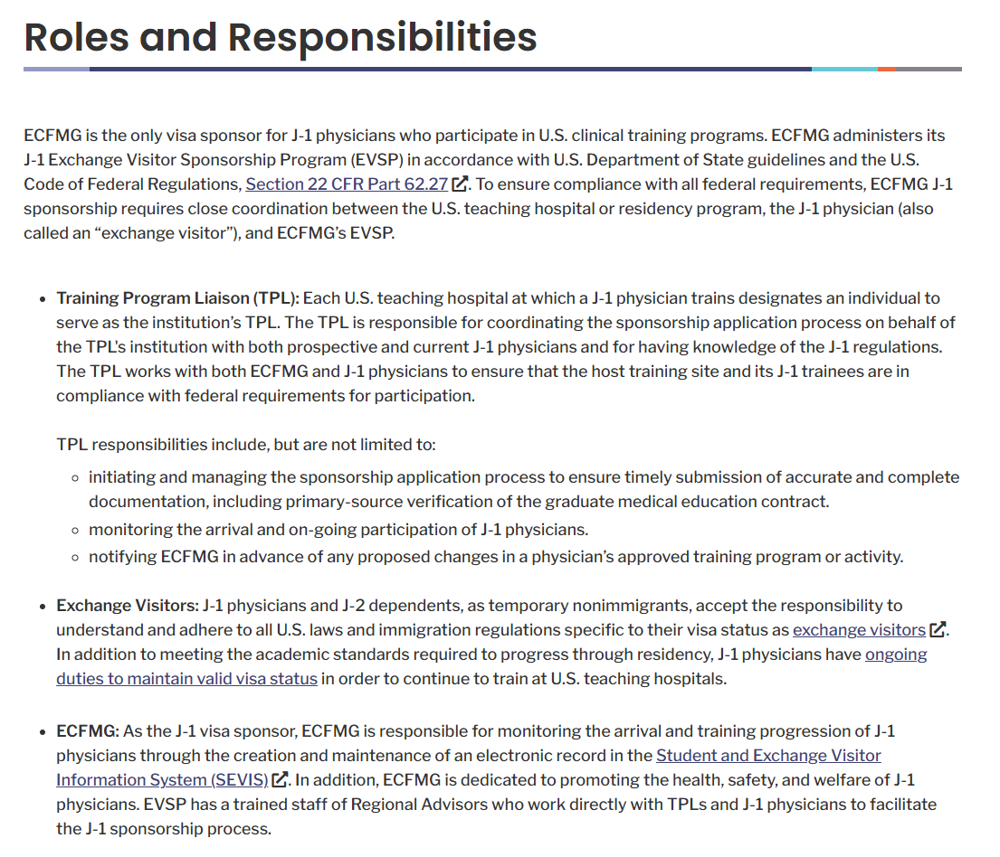 Roles and Responsibilities
ECFMG is the only visa sponsor for J-1 physicians who participate in U.S. clinical training programs. ECFMG administers its
J-1 Exchange Visitor Sponsorship Program (EVSP) in accordance with U.S. Department of State guidelines and the U.S.
Code of Federal Regulations, Section 22 CFR Part 62.27. To ensure compliance with all federal requirements, ECFMG J-1
sponsorship requires close coordination between the U.S. teaching hospital or residency program, the J-1 physician (also
called an “exchange visitor”), and ECFMG’s EVSP.
• Training Program Liaison (TPL): Each U.S. teaching hospital at which a J-1 physician trains designates an individual to
serve as the institution’s TPL. The TPL is responsible for coordinating the sponsorship application process on behalf of
the TPL's institution with both prospective and current J-1 physicians and for having knowledge of the J-1 regulations.
The TPL works with both ECFMG and J-1 physicians to ensure that the host training site and its J-1 trainees are in
compliance with federal requirements for participation.
TPL responsibilities include, but are not limited to:
◦ initiating and managing the sponsorship application process to ensure timely submission of accurate and complete
documentation, including primary-source verification of the graduate medical education contract.
◦ monitoring the arrival and on-going participation of J-1 physicians.
◦ notifying ECFMG in advance of any proposed changes in a physician’s approved training program or activity.
• Exchange Visitors: J-1 physicians and J-2 dependents, as temporary nonimmigrants, accept the responsibility to
understand and adhere to all U.S. laws and immigration regulations specific to their visa status as exchange visitors.
In addition to meeting the academic standards required to progress through residency, J-1 physicians have ongoing
duties to maintain valid visa status in order to continue to train at U.S. teaching hospitals.
• ECFMG: As the J-1 visa sponsor, ECFMG is responsible for monitoring the arrival and training progression of J-1
physicians through the creation and maintenance of an electronic record in the Student and Exchange Visitor
Information System (SEVIS). In addition, ECFMG is dedicated to promoting the health, safety, and welfare of J-1
physicians. EVSP has a trained staff of Regional Advisors who work directly with TPLs and J-1 physicians to facilitate
the J-1 sponsorship process.